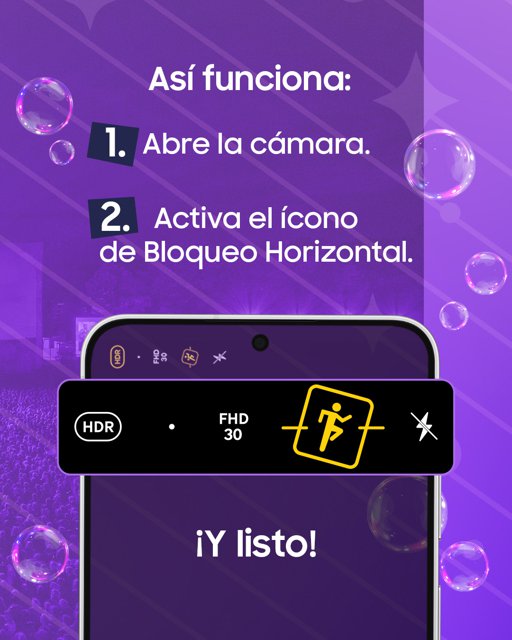 Así funciona:
1. Abre la cámara.
2. Activa el ícono
de Bloqueo Horizontal.
HDR
FHD
30
HDR
FHD
30
¡Y listo!